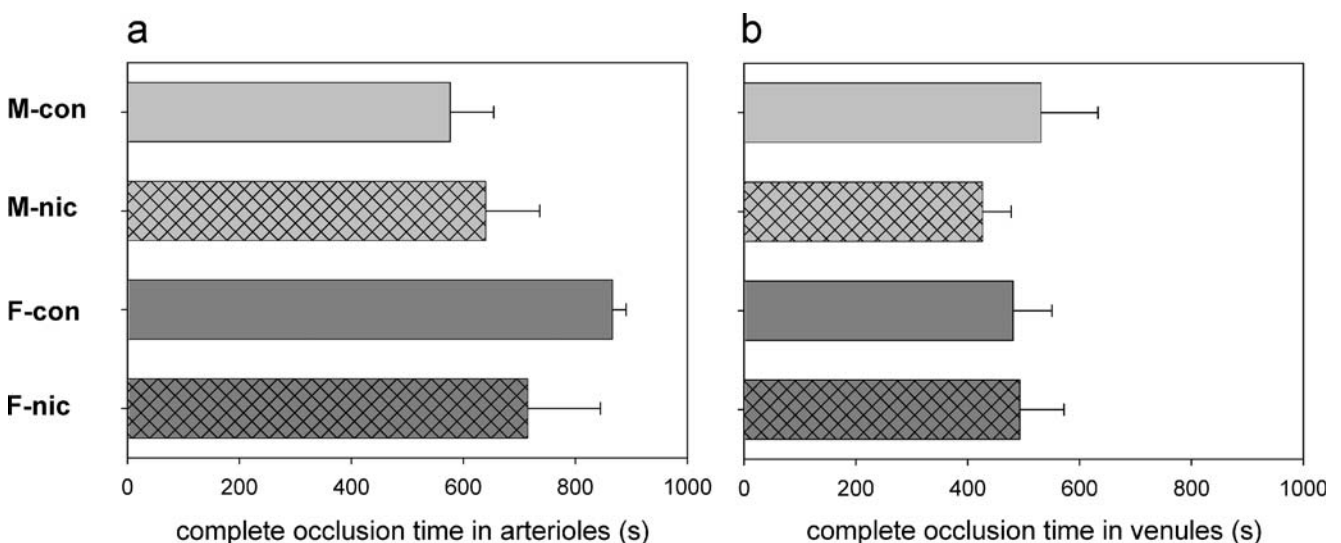 a
b
M-con
M-nic
F-con
F-nic
0 200 400 600 800 1000
0 200 400 600 800 1000
complete occlusion time in arterioles (s)
complete occlusion time in venules (s)